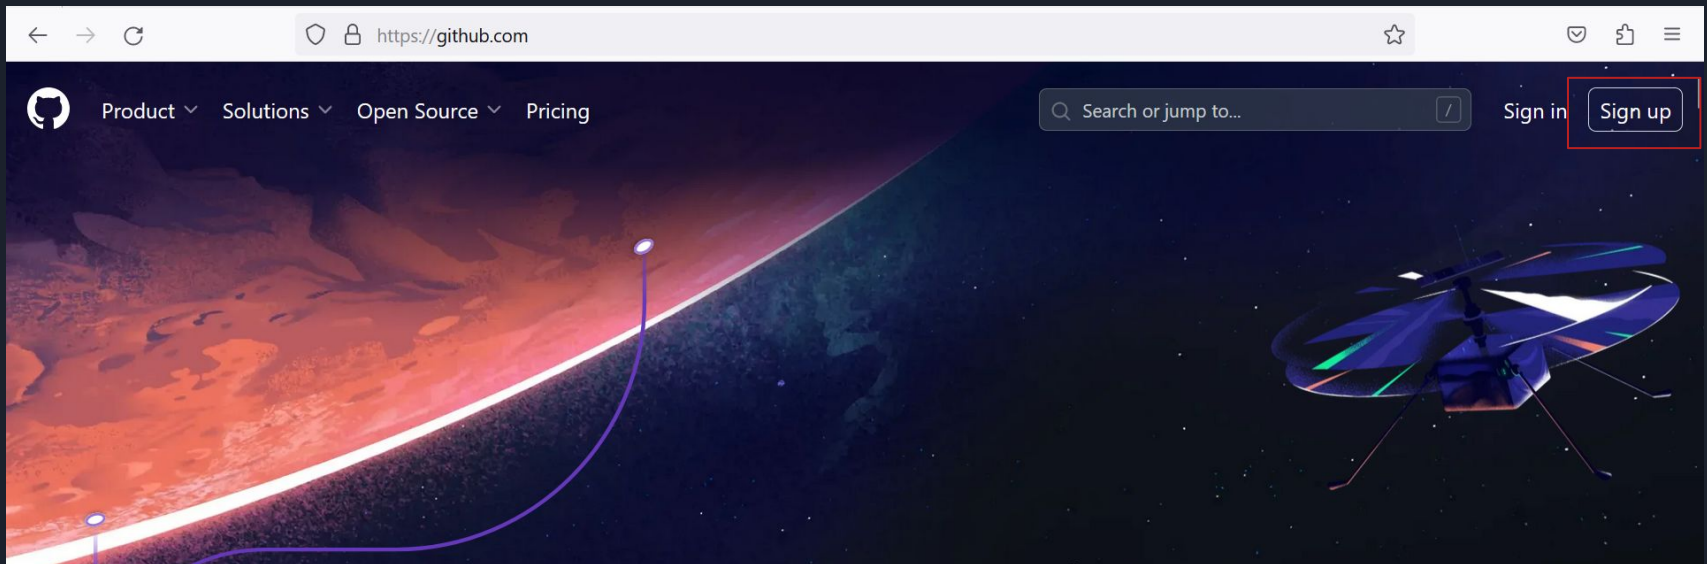 https://github.com
Product Solutions Open Source Pricing Search or jump to... / Sign in Sign up